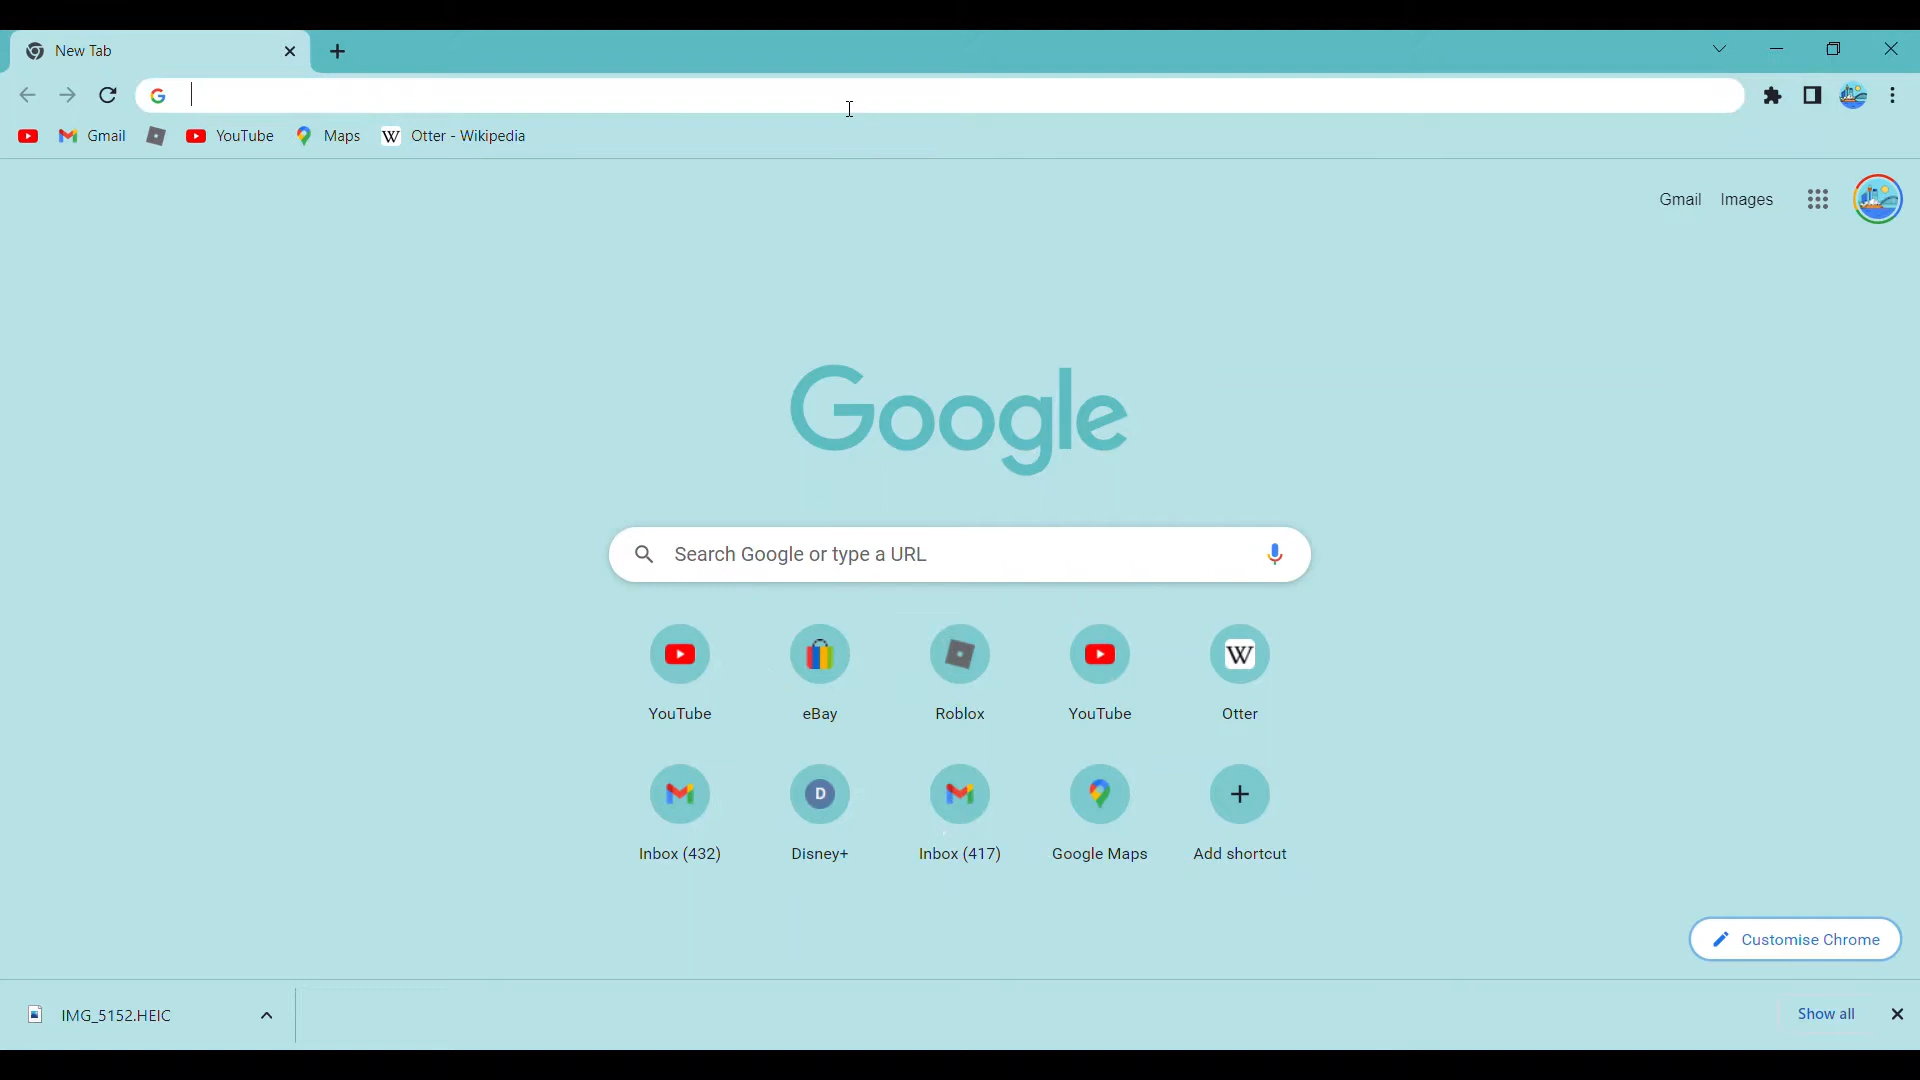 New Tab
Gmail YouTube Maps W Otter - Wikipedia
Gmail Images
Google
Search Google or type a URL
W
YouTube eBay Roblox YouTube Otter
D
Inbox (432) Disney+ Inbox (417) Google Maps Add shortcut
Customise Chrome
IMG_5152.HEIC Show all